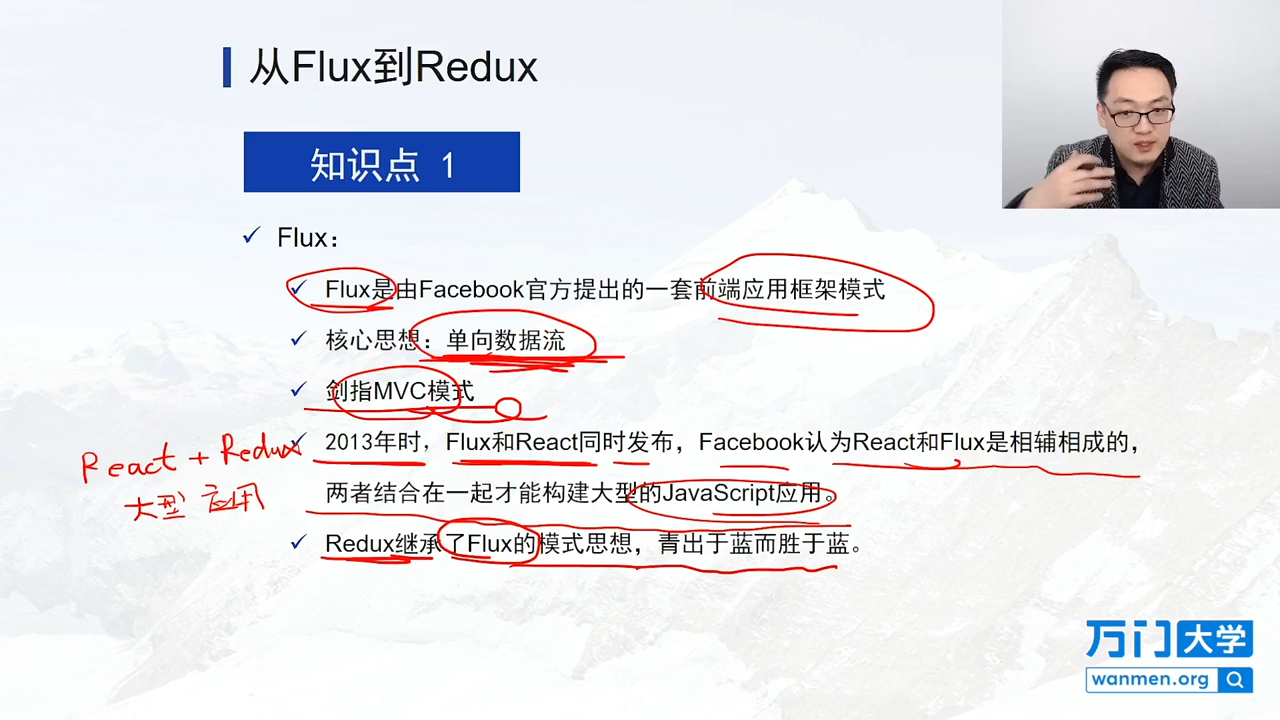 从Flux到Redux
知识点 1
Flux：
Flux是由Facebook官方提出的一套前端应用框架模式
核心思想：单向数据流
剑指MVC模式
2013年时，Flux和React同时发布，Facebook认为React和Flux是相辅相成的，
两者结合在一起才能构建大型的JavaScript应用。
React + Redux
大型 应用
Redux继承了Flux的模式思想，青出于蓝而胜于蓝。
万门大学
wanmen.org